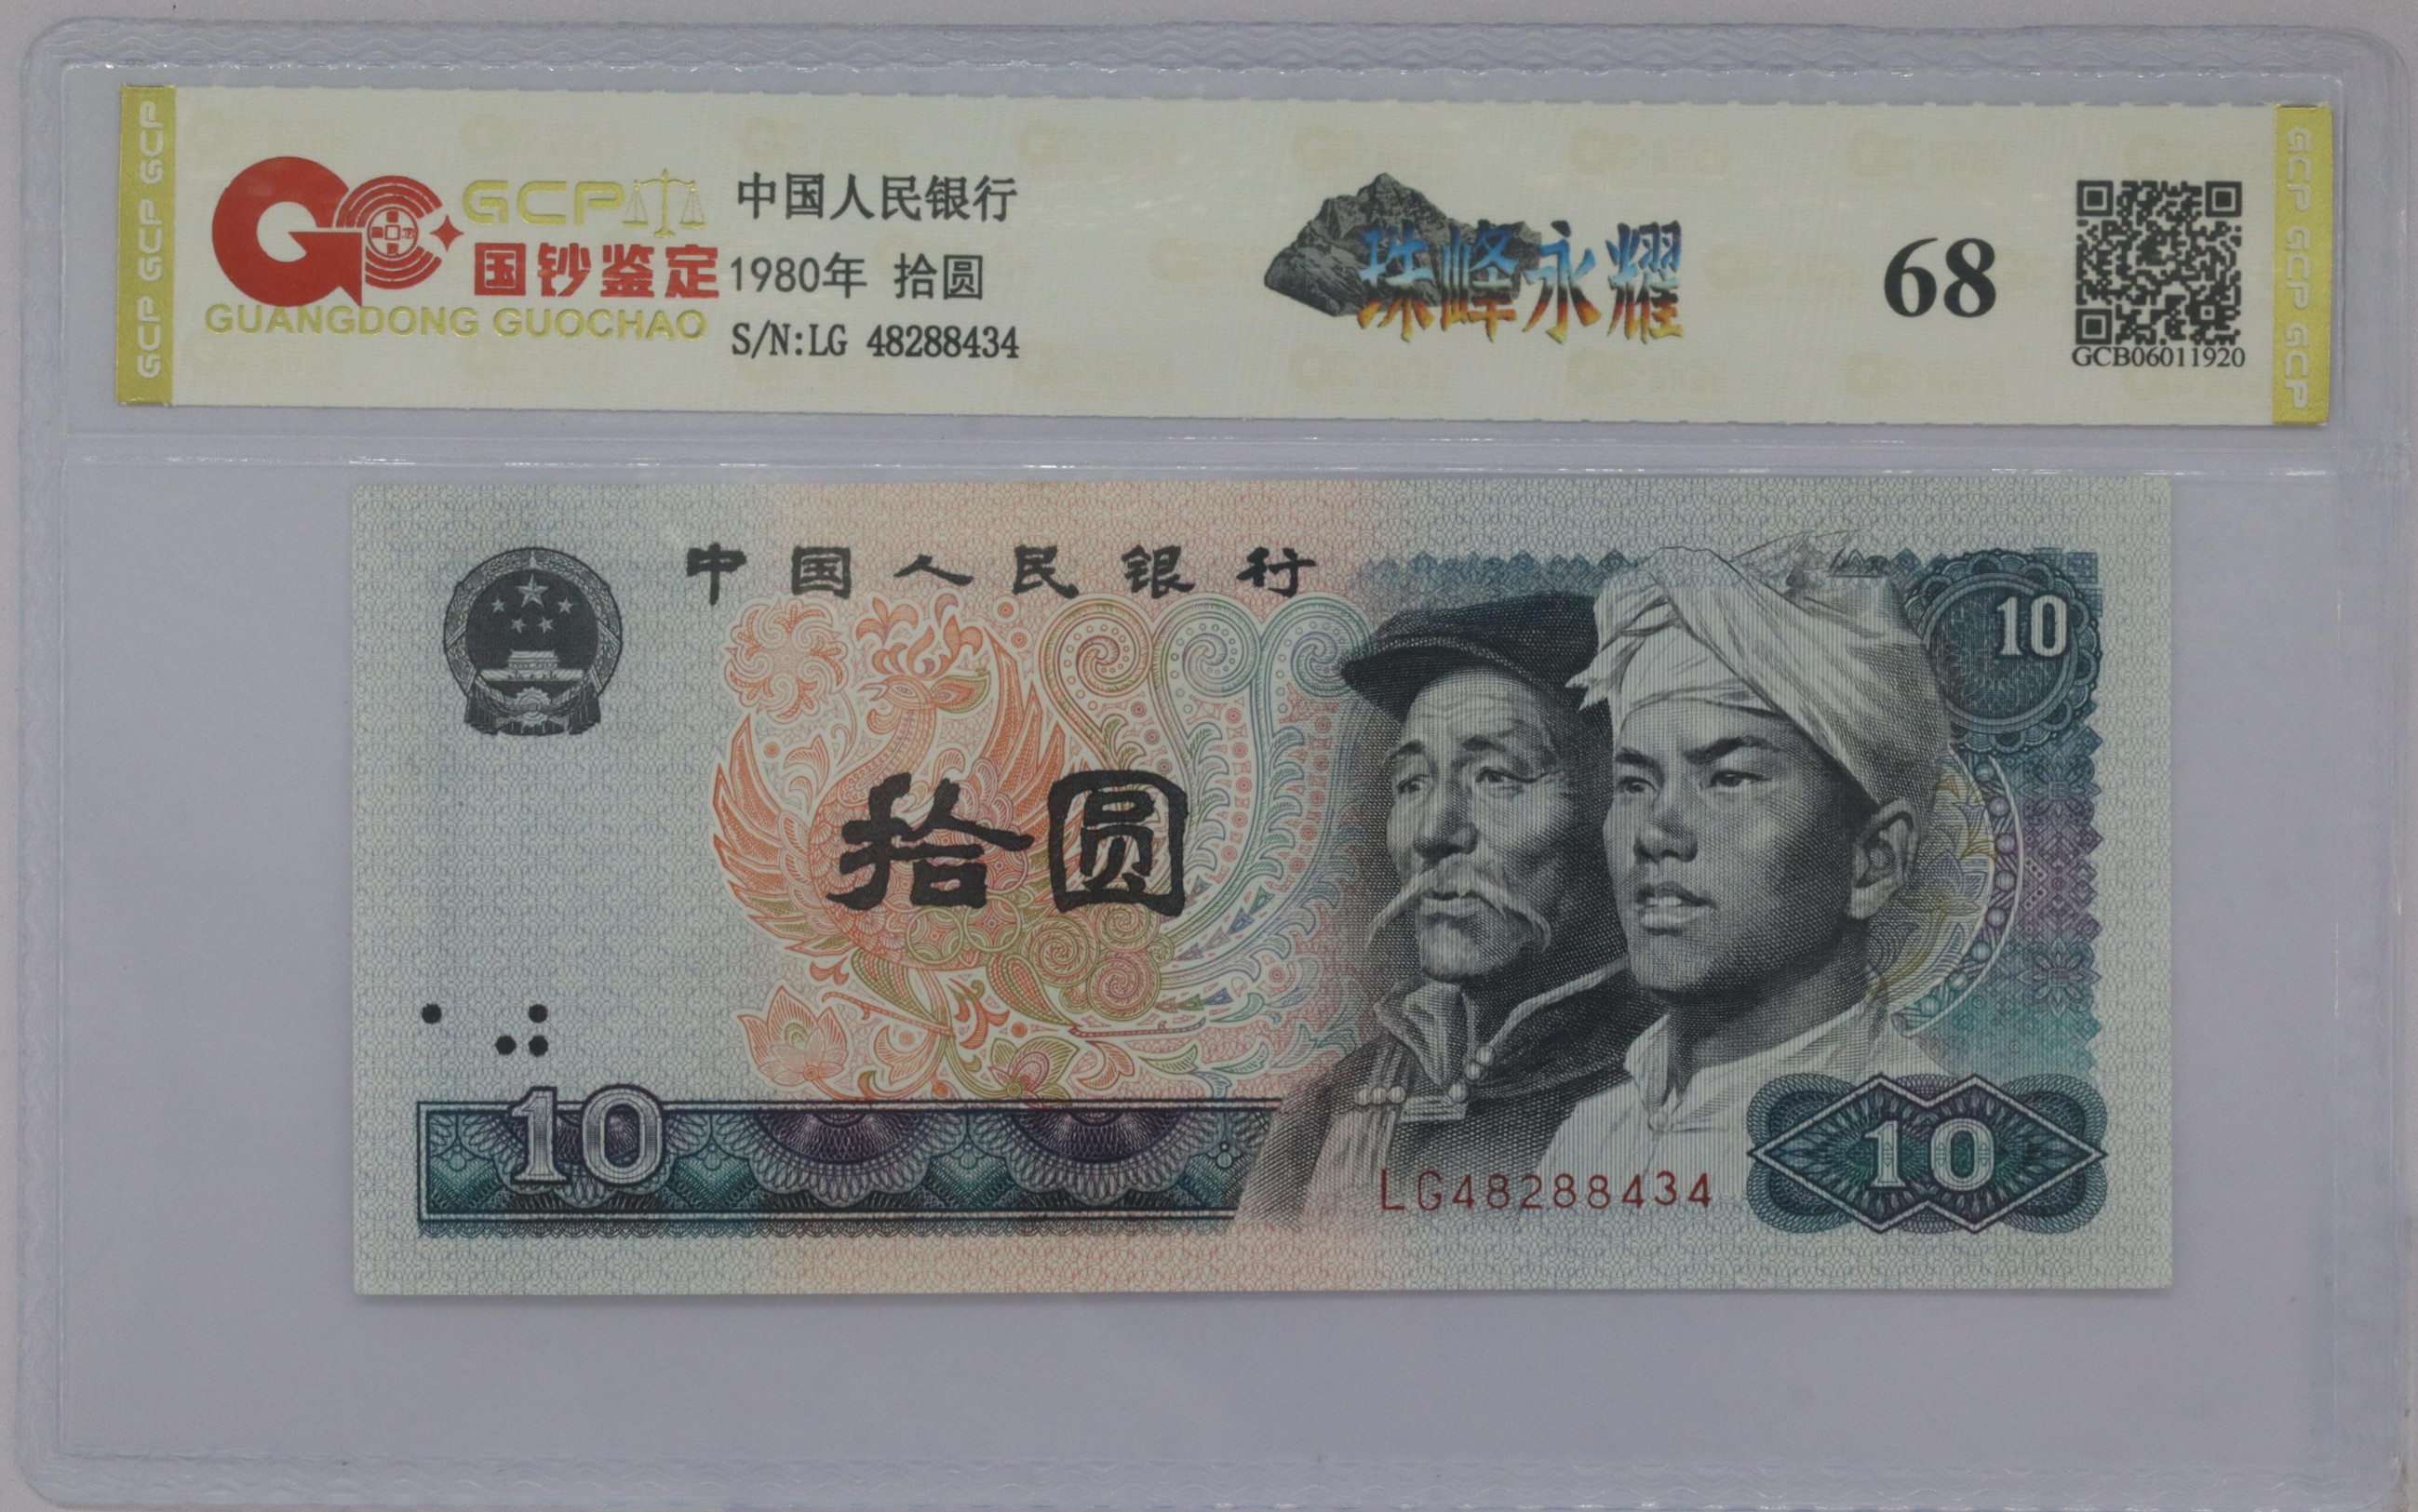 GCP GCP GCP
GCP
国钞鉴定
GUANGDONG GUOCHAO
中国人民银行
1980年 拾圆
S/N:LG 48288434
珠峰永耀
68
GCB06011920
GCP GCP GCP
中国人民银行
10
拾圆
10
LG48288434
10